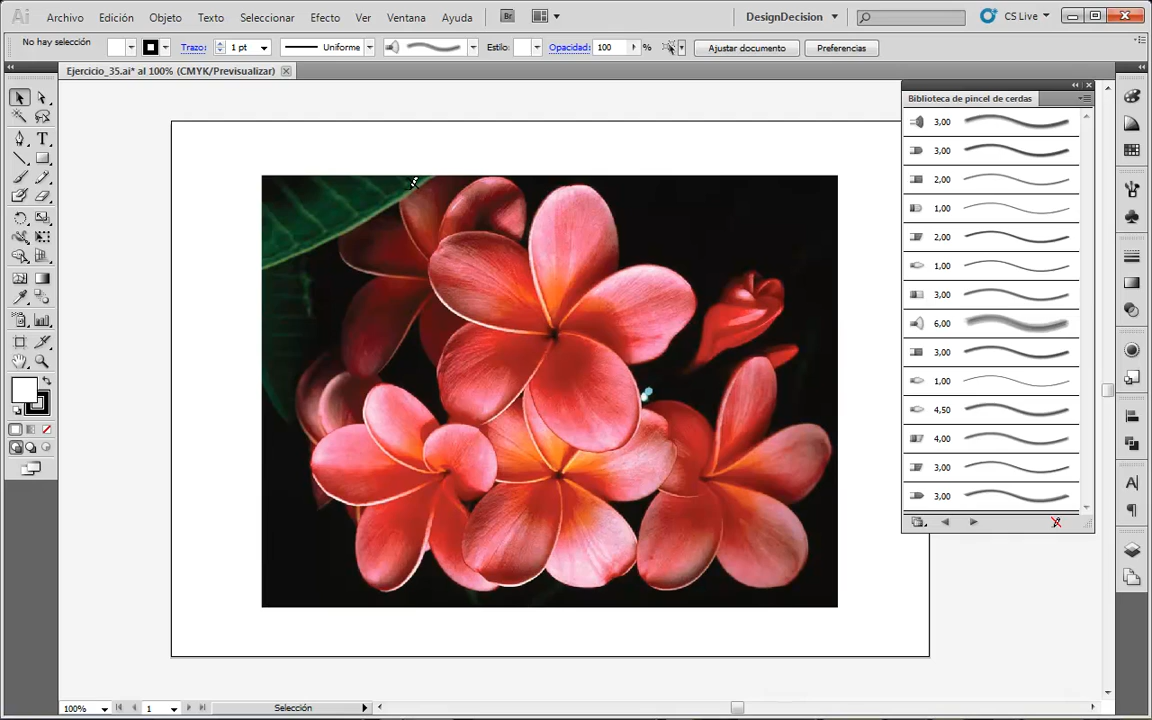 Ai Archivo Edición Objeto Texto Seleccionar Efecto Ver Ventana Ayuda Br DesignDecision CS Live
No hay selección Trazo: 1 pt Uniforme Estilo: Opacidad: 100 % Ajustar documento Preferencias
Ejercicio_35.ai* al 100% (CMYK/Previsualizar)
Biblioteca de pincel de cerdas
3,00
3,00
2,00
1,00
2,00
1,00
3,00
6,00
3,00
1,00
4,50
4,00
3,00
3,00
100% 1 Selección